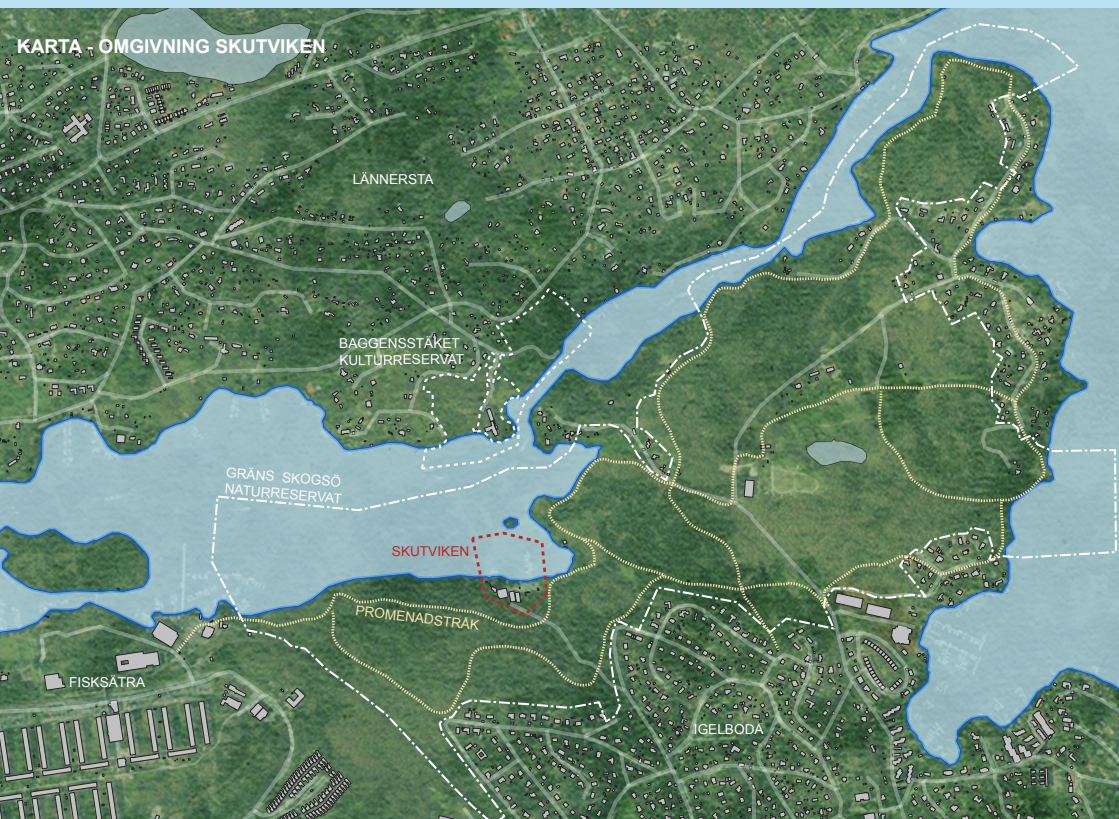 KARTA - OMGIVNING SKUTVIKEN
LÄNNERSTA
BAGGENSSTÄKET
KULTURRESERVAT
GRÄNS SKOGSÖ
NATURRESERVAT
SKUTVIKEN
PROMENADSTRÅK
FISKSÄTRA
IGELBODA